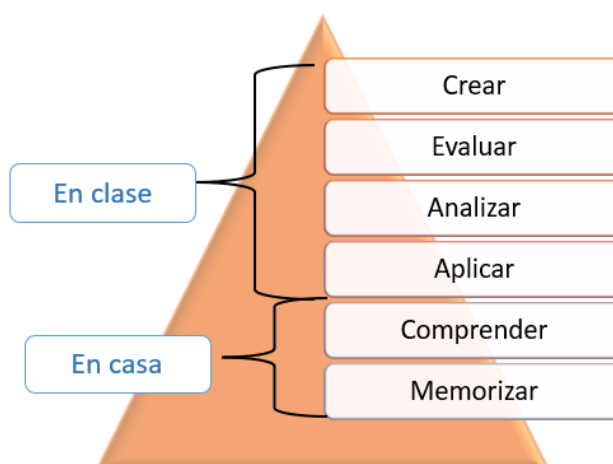 Crear
Evaluar
En clase
Analizar
Aplicar
Comprender
En casa
Memorizar